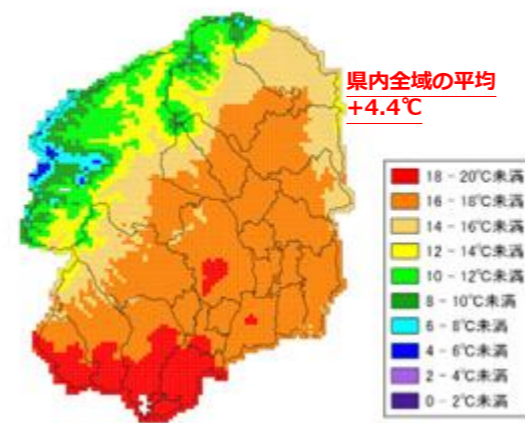 県内全域の平均
+4.4℃
18 - 20℃未満
16 - 18℃未満
14 - 16℃未満
12 - 14℃未満
10 - 12℃未満
8 - 10℃未満
6 - 8℃未満
4 - 6℃未満
2 - 4℃未満
0 - 2℃未満